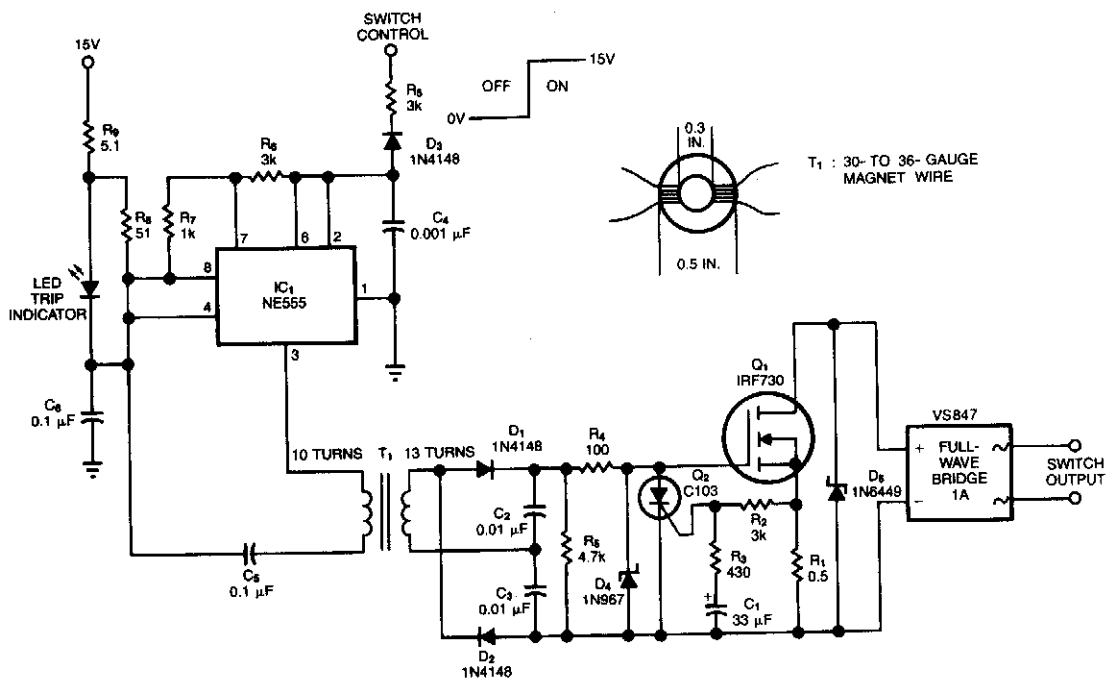 15V
SWITCH
CONTROL
OFF
ON
15V
0V
R5
3k
D3
1N4148
R9
5.1
R6
3k
R8
51
R7
1k
C4
0.001 µF
7
6
2
8
4
1
3
IC1
NE555
LED
TRIP
INDICATOR
C6
0.1 µF
0.3
IN.
0.5 IN.
T1 : 30- TO 36- GAUGE
MAGNET WIRE
10 TURNS
T1
13 TURNS
C5
0.1 µF
D1
1N4148
R4
100
C2
0.01 µF
C3
0.01 µF
D2
1N4148
R5
4.7k
D4
1N967
Q2
C103
Q1
IRF730
R2
3k
R3
430
+
C1
33 µF
R1
0.5
D5
1N6449
VS847
+
−
FULL-
WAVE
BRIDGE
1A
SWITCH
OUTPUT